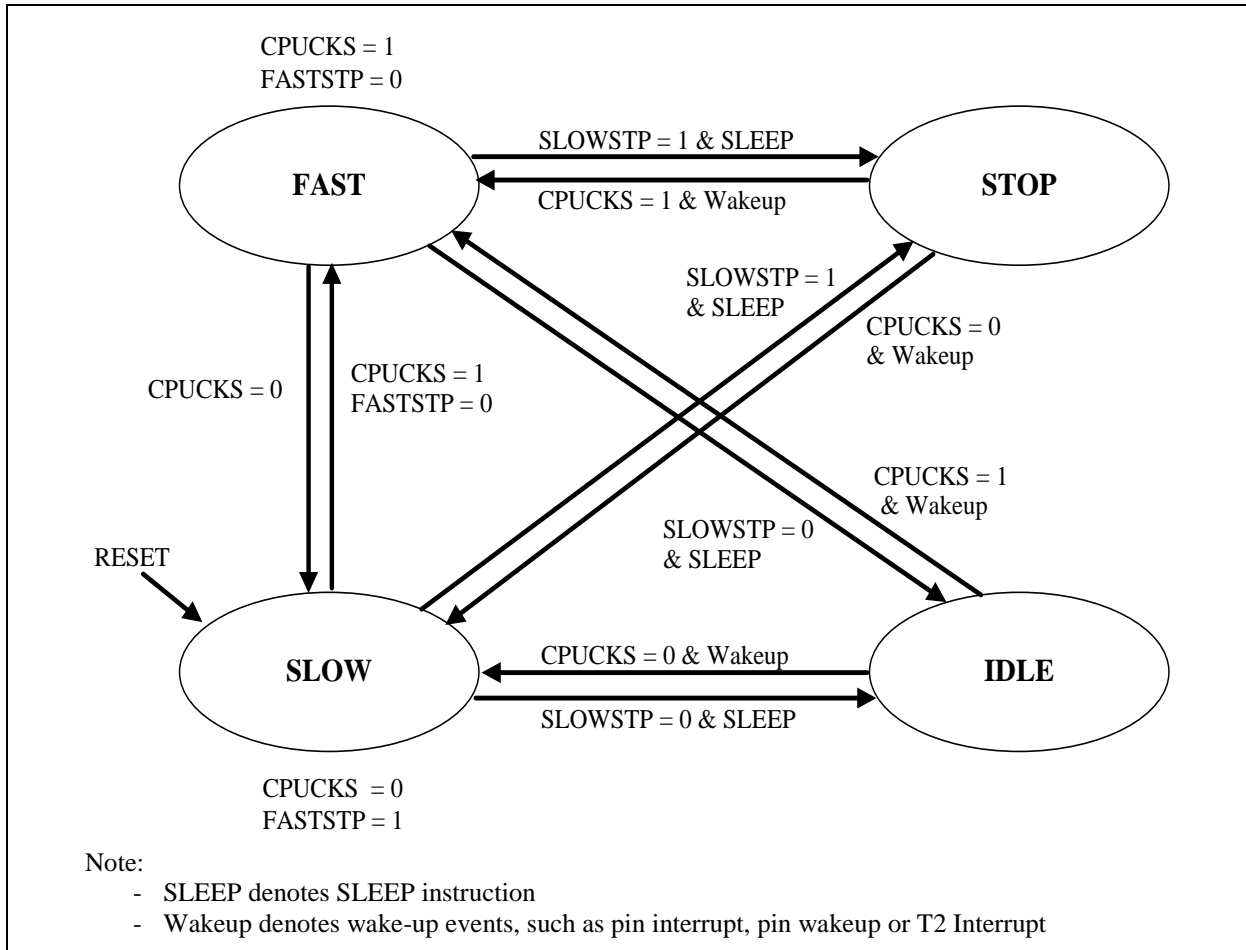 CPUCKS = 1
FASTSTP = 0
FAST
SLOWSTP = 1 & SLEEP
CPUCKS = 1 & Wakeup
STOP
SLOWSTP = 1
& SLEEP
CPUCKS = 0
& Wakeup
CPUCKS = 0
CPUCKS = 1
FASTSTP = 0
CPUCKS = 1
& Wakeup
SLOWSTP = 0
& SLEEP
RESET
SLOW
CPUCKS = 0 & Wakeup
SLOWSTP = 0 & SLEEP
IDLE
CPUCKS = 0
FASTSTP = 1
Note:
- SLEEP denotes SLEEP instruction
- Wakeup denotes wake-up events, such as pin interrupt, pin wakeup or T2 Interrupt